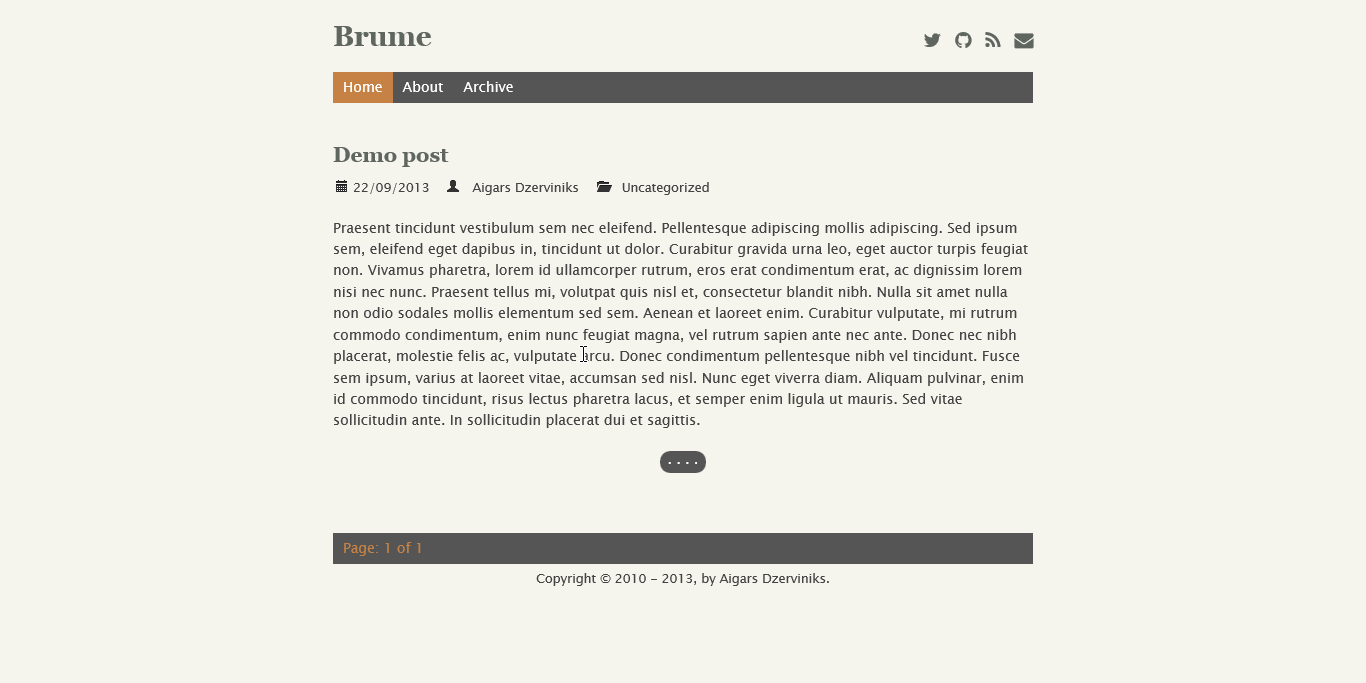 Brume
Home About Archive
Demo post
22/09/2013 Aigars Dzerviniks Uncategorized
Praesent tincidunt vestibulum sem nec eleifend. Pellentesque adipiscing mollis adipiscing. Sed ipsum
sem, eleifend eget dapibus in, tincidunt ut dolor. Curabitur gravida urna leo, eget auctor turpis feugiat
non. Vivamus pharetra, lorem id ullamcorper rutrum, eros erat condimentum erat, ac dignissim lorem
nisi nec nunc. Praesent tellus mi, volutpat quis nisl et, consectetur blandit nibh. Nulla sit amet nulla
non odio sodales mollis elementum sed sem. Aenean et laoreet enim. Curabitur vulputate, mi rutrum
commodo condimentum, enim nunc feugiat magna, vel rutrum sapien ante nec ante. Donec nec nibh
placerat, molestie felis ac, vulputate arcu. Donec condimentum pellentesque nibh vel tincidunt. Fusce
sem ipsum, varius at laoreet vitae, accumsan sed nisl. Nunc eget viverra diam. Aliquam pulvinar, enim
id commodo tincidunt, risus lectus pharetra lacus, et semper enim ligula ut mauris. Sed vitae
sollicitudin ante. In sollicitudin placerat dui et sagittis.
. . . .
Page: 1 of 1
Copyright © 2010 – 2013, by Aigars Dzerviniks.